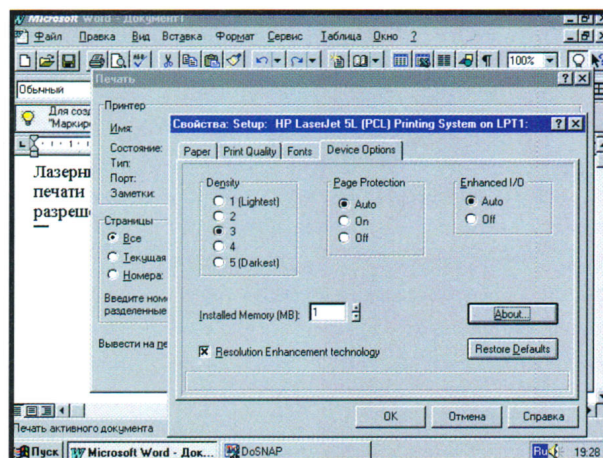 Microsoft Word - Документ1
Файл Правка Вид Вставка Формат Сервис Таблица Окно ?
100%
Обычный
Для созд
"Маркиро
Лазерны
печати
разреше
Печать
Принтер
Имя:
Состояние:
Тип:
Порт:
Заметки:
Страницы
Все
Текущая
Номера:
Введите номе
разделенные
Вывести на пе
Свойства: Setup: HP LaserJet 5L (PCL) Printing System on LPT1:
Paper Print Quality Fonts Device Options
Density
1 (Lightest)
2
3
4
5 (Darkest)
Page Protection
Auto
On
Off
Enhanced I/O
Auto
Off
Installed Memory (MB): 1
About...
Resolution Enhancement technology
Restore Defaults
OK Отмена Справка
Печать активного документа
Пуск Microsoft Word - Док... DoSNAP Ru 19:28